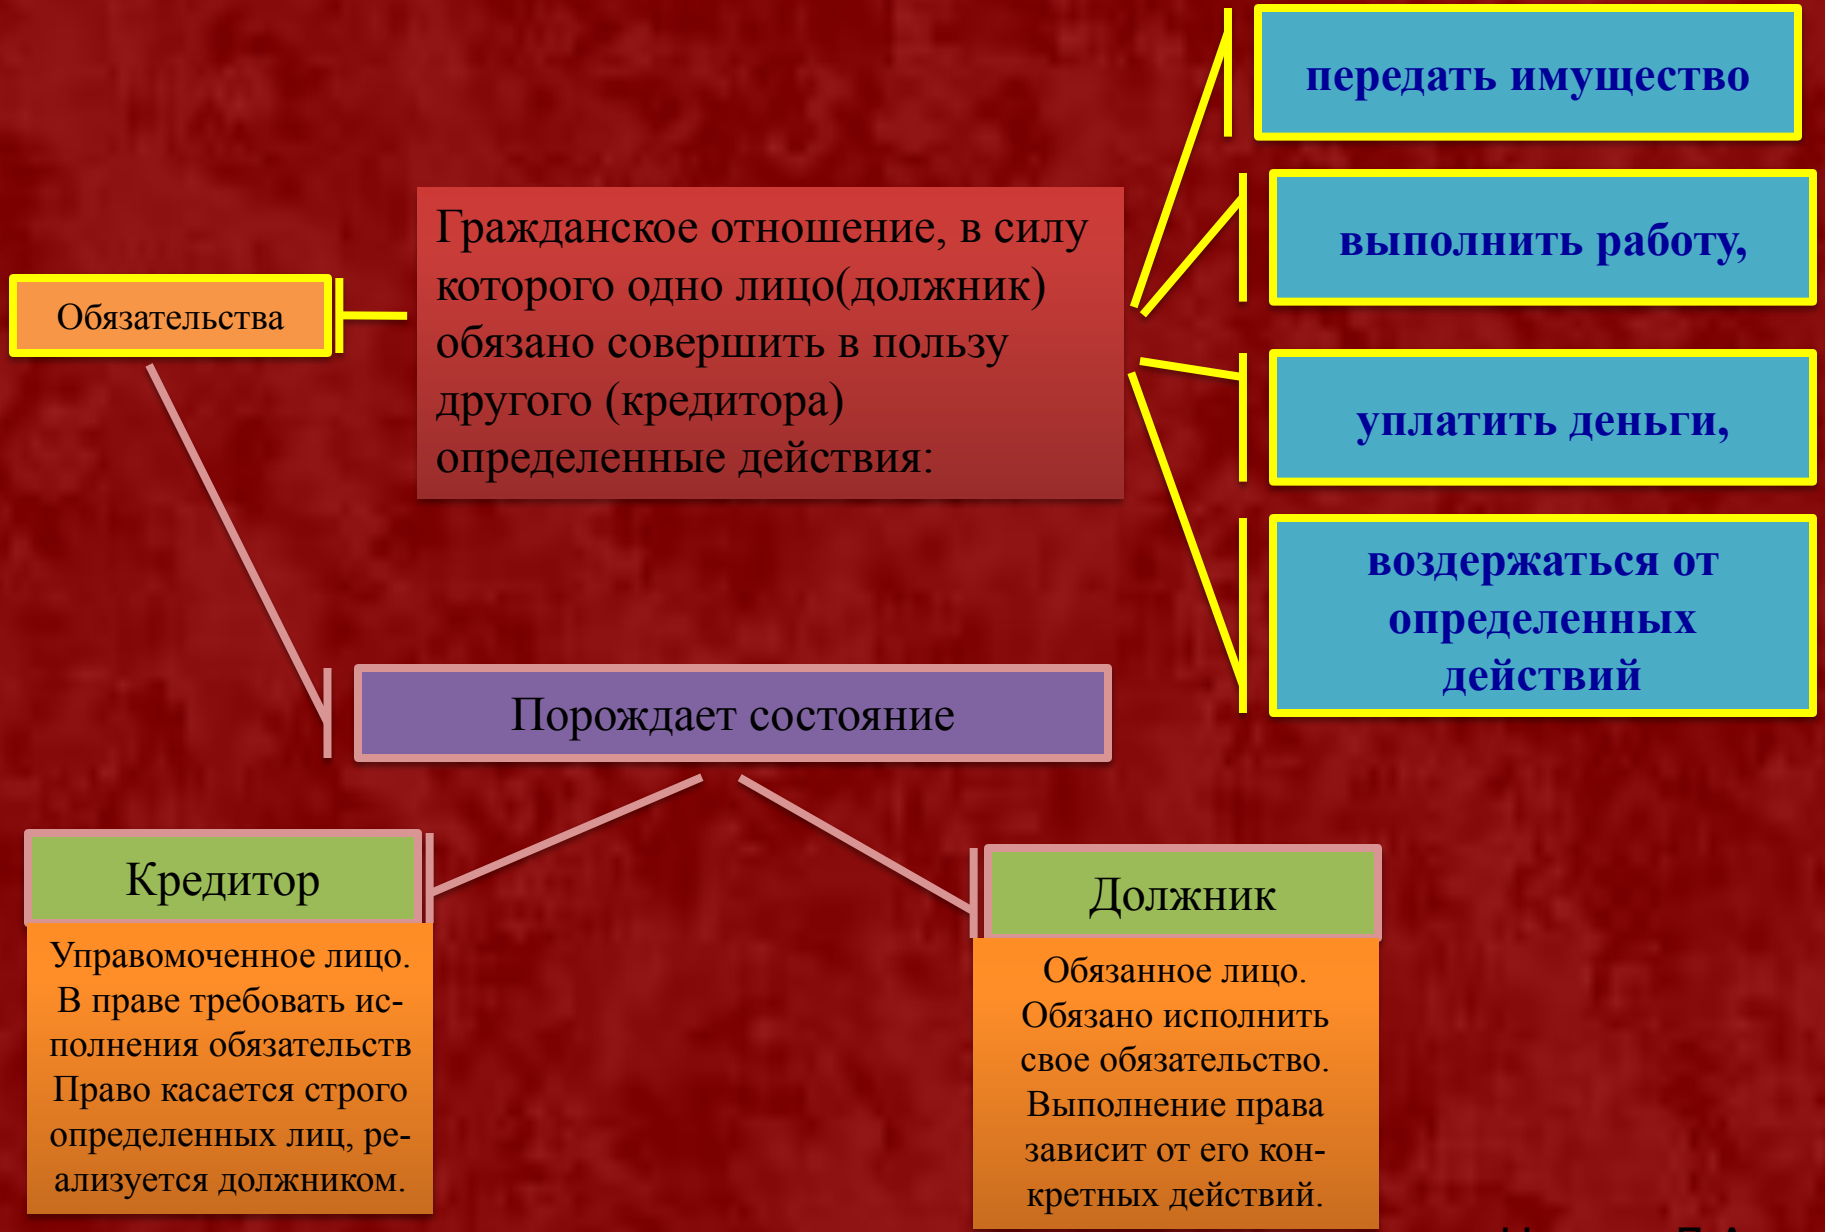 передать имущество
выполнить работу,
Гражданское отношение, в силу
которого одно лицо(должник)
обязано совершить в пользу
другого (кредитора)
определенные действия:
Обязательства
уплатить деньги,
воздержаться от
определенных
действий
Порождает состояние
Кредитор
Управомоченное лицо.
В праве требовать ис-
полнения обязательств
Право касается строго
определенных лиц, ре-
ализуется должником.
Должник
Обязанное лицо.
Обязано исполнить
свое обязательство.
Выполнение права
зависит от его кон-
кретных действий.